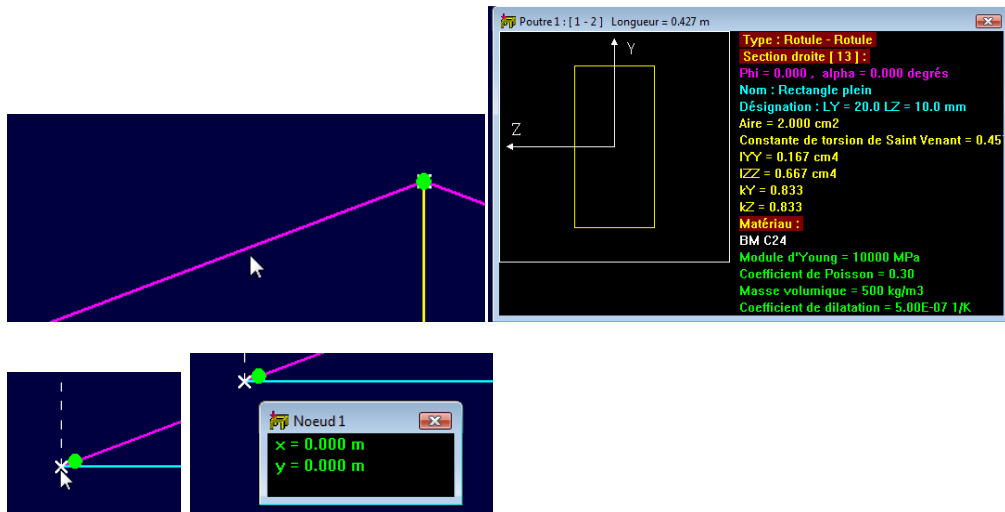 Poutre 1 : [ 1 - 2 ] Longueur = 0.427 m
Y
Z
Type : Rotule - Rotule
Section droite [ 13 ] :
Phi = 0.000 , alpha = 0.000 degrés
Nom : Rectangle plein
Désignation : LY = 20.0 LZ = 10.0 mm
Aire = 2.000 cm2
Constante de torsion de Saint Venant = 0.45
IYY = 0.167 cm4
IZZ = 0.667 cm4
kY = 0.833
kZ = 0.833
Matériau :
BM C24
Module d'Young = 10000 MPa
Coefficient de Poisson = 0.30
Masse volumique = 500 kg/m3
Coefficient de dilatation = 5.00E-07 1/K
Noeud 1
x = 0.000 m
y = 0.000 m